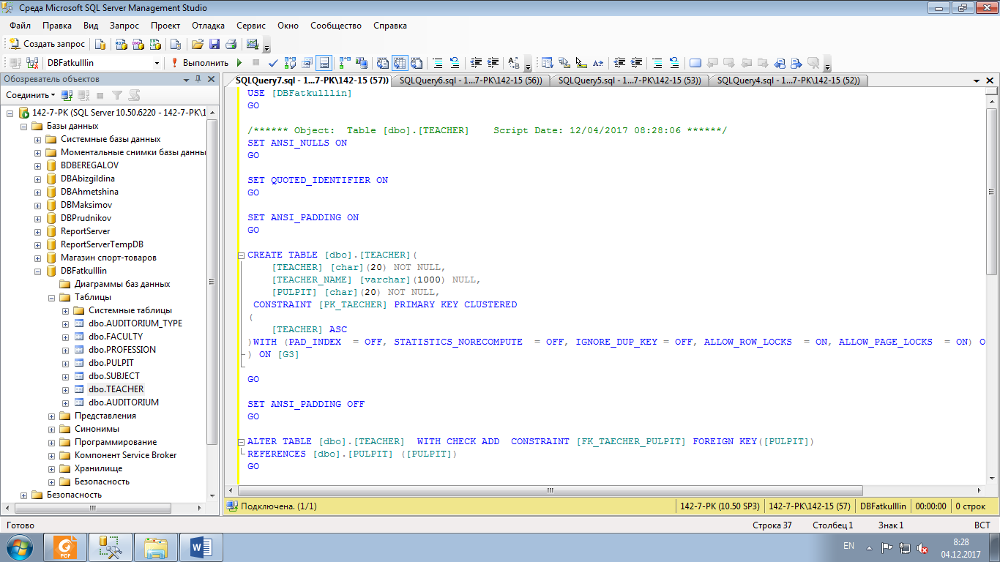 Среда Microsoft SQL Server Management Studio
Файл Правка Вид Запрос Проект Отладка Сервис Окно Сообщество Справка
Создать запрос
DBFatkulllin Выполнить
Обозреватель объектов
Соединить
142-7-PK (SQL Server 10.50.6220 - 142-7-PK\1
Базы данных
Системные базы данных
Моментальные снимки базы данны
BDBEREGALOV
DBAbizgildina
DBAhmetshina
DBMaksimov
DBPrudnikov
ReportServer
ReportServerTempDB
Магазин спорт-товаров
DBFatkulllin
Диаграммы баз данных
Таблицы
Системные таблицы
dbo.AUDITORIUM_TYPE
dbo.FACULTY
dbo.PROFESSION
dbo.PULPIT
dbo.SUBJECT
dbo.TEACHER
dbo.AUDITORIUM
Представления
Синонимы
Программирование
Компонент Service Broker
Хранилище
Безопасность
Безопасность
SQLQuery7.sql - 1...7-PK\142-15 (57)) SQLQuery6.sql - 1...7-PK\142-15 (56)) SQLQuery5.sql - 1...7-PK\142-15 (53)) SQLQuery4.sql - 1...7-PK\142-15 (52))
USE [DBFatkulllin]
GO
/****** Object:  Table [dbo].[TEACHER]    Script Date: 12/04/2017 08:28:06 ******/
SET ANSI_NULLS ON
GO
SET QUOTED_IDENTIFIER ON
GO
SET ANSI_PADDING ON
GO
CREATE TABLE [dbo].[TEACHER](
[TEACHER] [char](20) NOT NULL,
[TEACHER_NAME] [varchar](1000) NULL,
[PULPIT] [char](20) NOT NULL,
CONSTRAINT [PK_TAECHER] PRIMARY KEY CLUSTERED
(
[TEACHER] ASC
)WITH (PAD_INDEX  = OFF, STATISTICS_NORECOMPUTE  = OFF, IGNORE_DUP_KEY = OFF, ALLOW_ROW_LOCKS  = ON, ALLOW_PAGE_LOCKS  = ON) O
) ON [G3]
GO
SET ANSI_PADDING OFF
GO
ALTER TABLE [dbo].[TEACHER]  WITH CHECK ADD  CONSTRAINT [FK_TAECHER_PULPIT] FOREIGN KEY([PULPIT])
REFERENCES [dbo].[PULPIT] ([PULPIT])
GO
Подключена. (1/1) 142-7-PK (10.50 SP3) 142-7-PK\142-15 (57) DBFatkulllin 00:00:00 0 строк
Готово Строка 37 Столбец 1 Знак 1 ВСТ
PDF
EN
8:28
04.12.2017